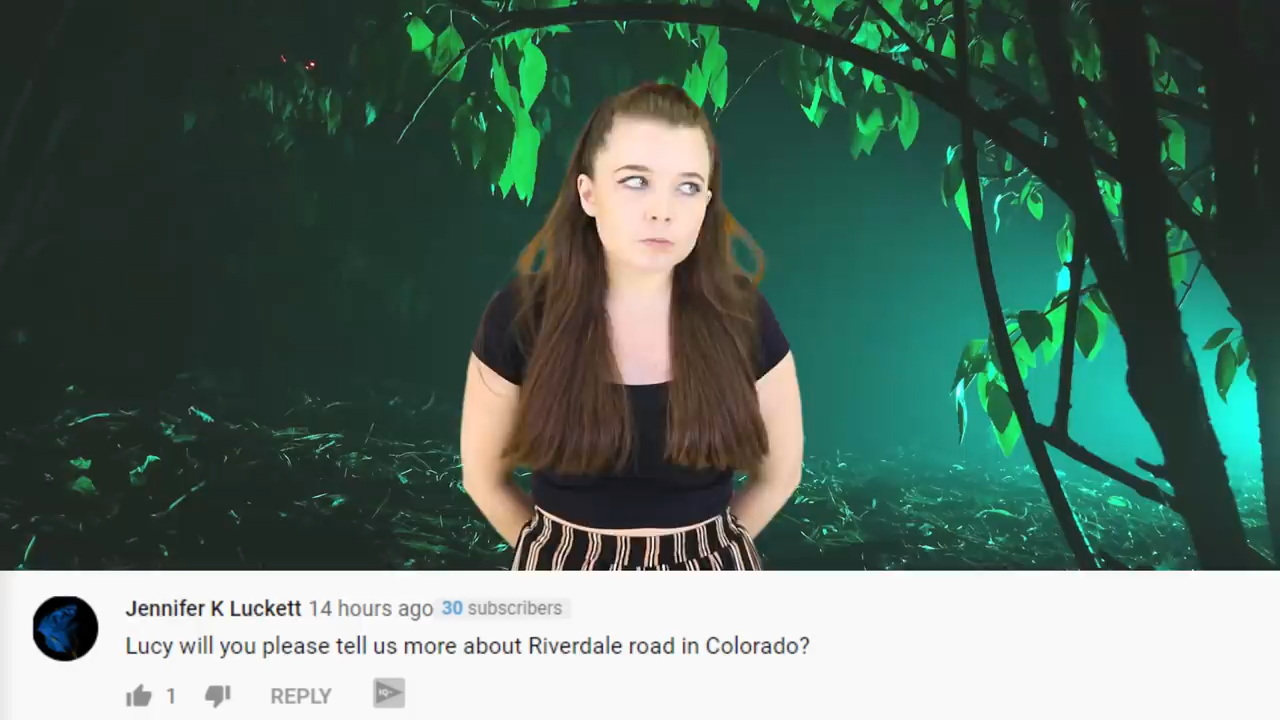 Jennifer K Luckett 14 hours ago 30 subscribers
Lucy will you please tell us more about Riverdale road in Colorado?
1 REPLY IQ